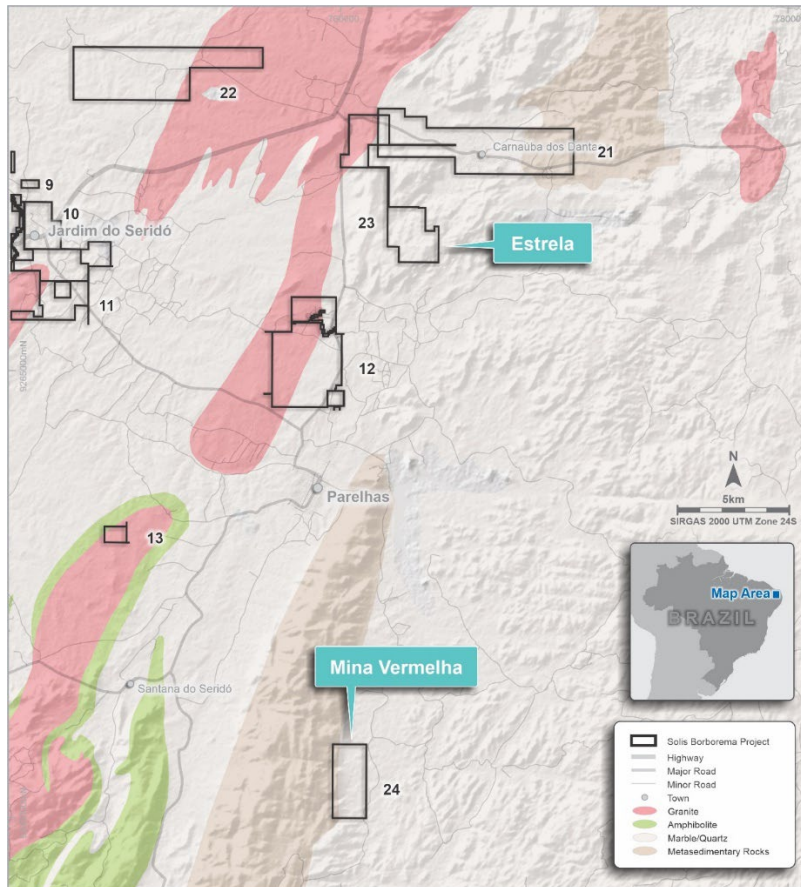 22
Carnaúba dos Danta
21
9
10
Jardim do Seridó
23
Estrela
11
12
N
5km
SIRGAS 2000 UTM Zone 24S
Parelhas
13
Map Area
BRAZIL
Mina Vermelha
Santana do Seridó
24
Solis Borborema Project
Highway
Major Road
Minor Road
Town
Granite
Amphibolite
Marble/Quartz
Metasedimentary Rocks